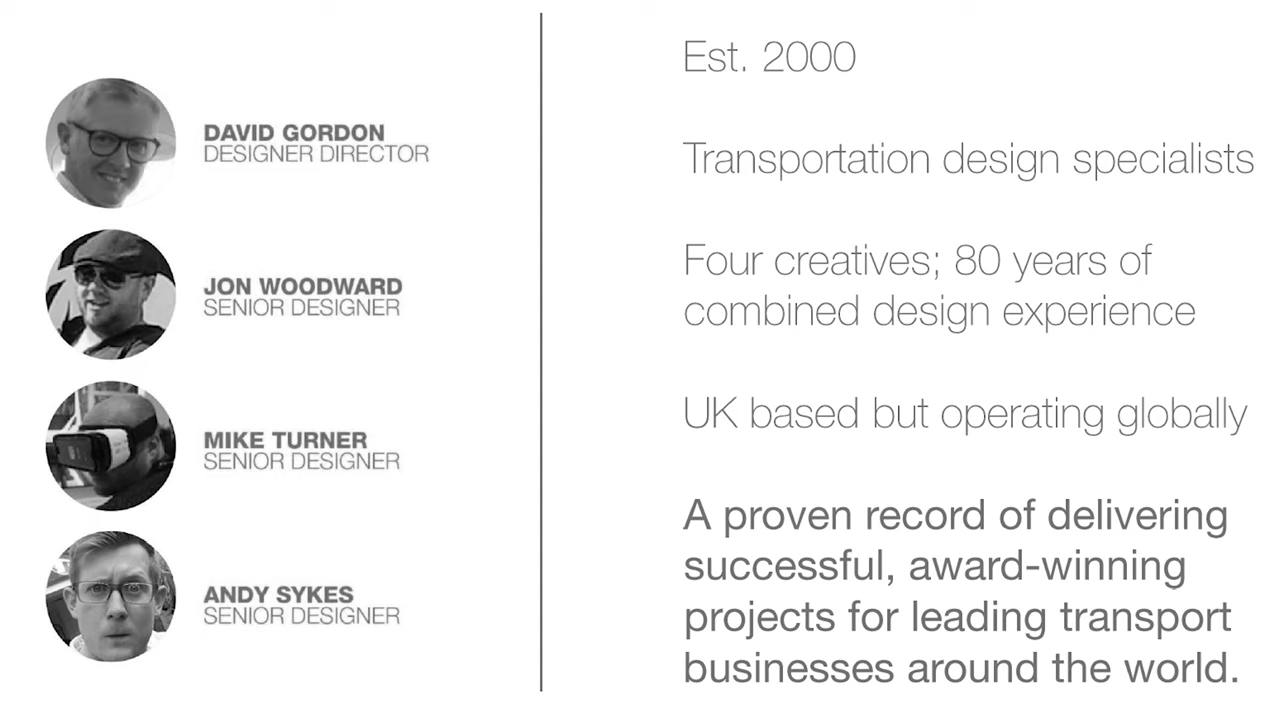 DAVID GORDON
DESIGNER DIRECTOR
JON WOODWARD
SENIOR DESIGNER
MIKE TURNER
SENIOR DESIGNER
ANDY SYKES
SENIOR DESIGNER
Est. 2000
Transportation design specialists
Four creatives; 80 years of
combined design experience
UK based but operating globally
A proven record of delivering
successful, award-winning
projects for leading transport
businesses around the world.